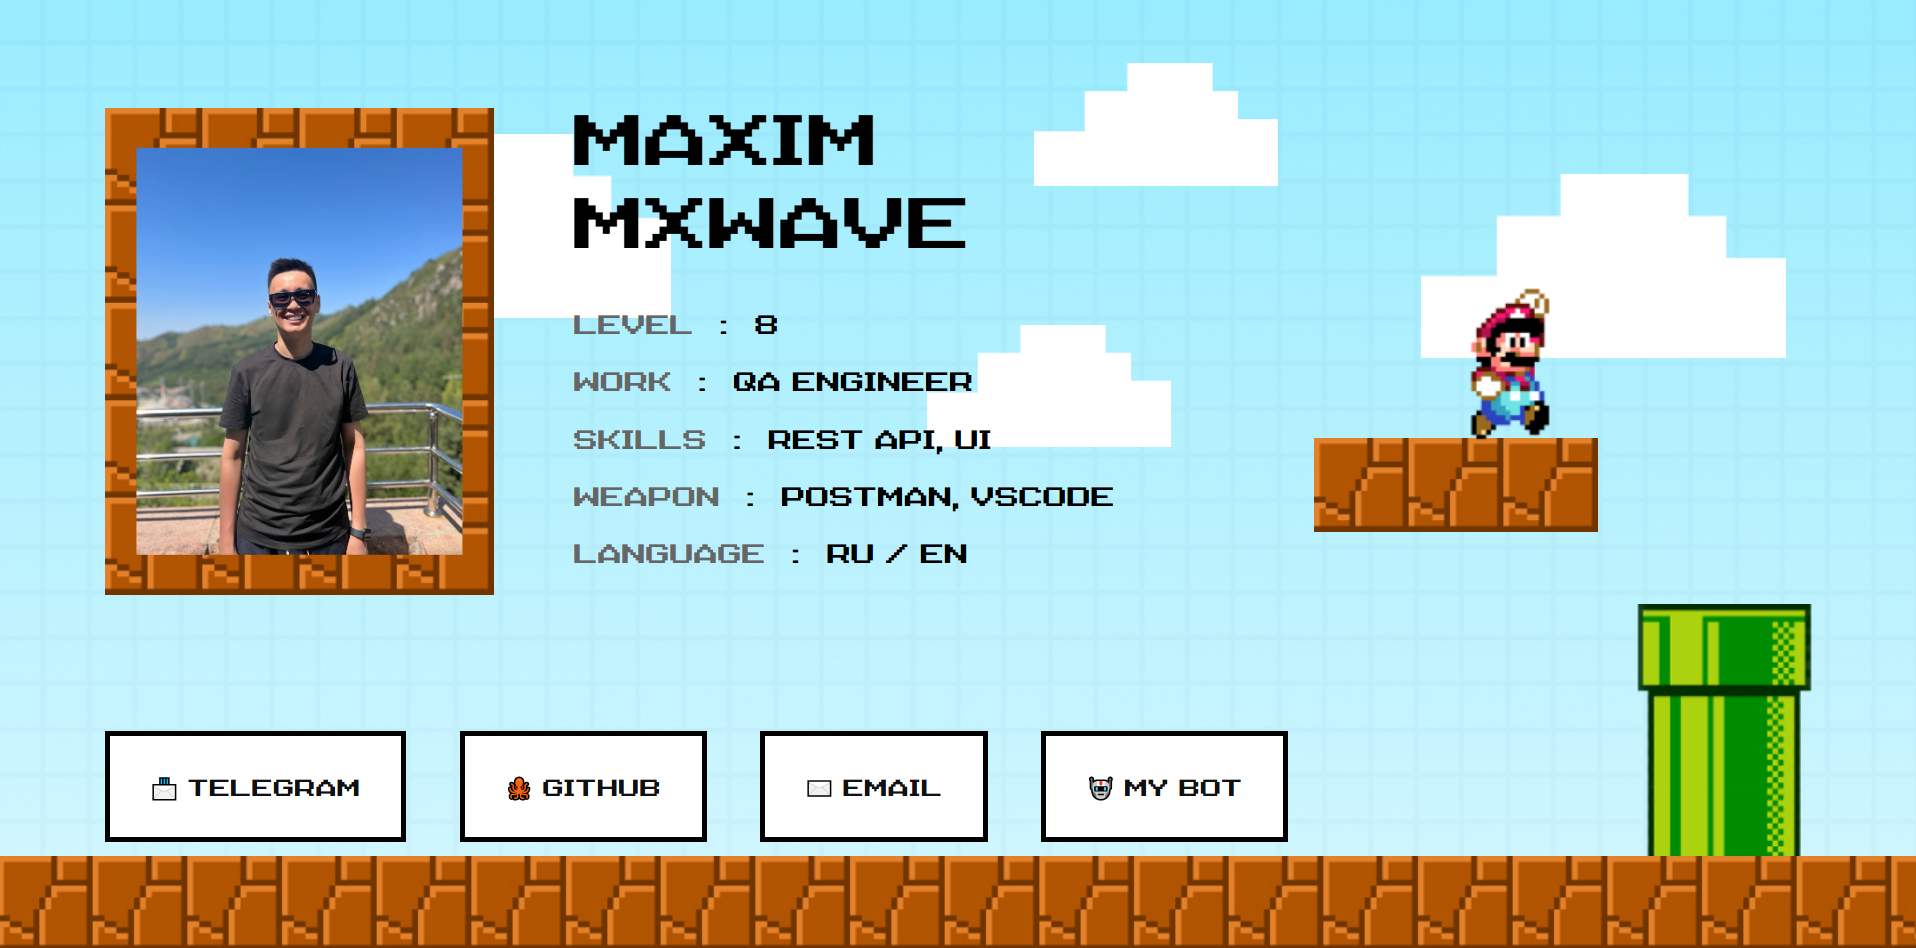 MAXIM
MXWAVE
LEVEL : 8
WORK : QA ENGINEER
SKILLS : REST API, UI
WEAPON : POSTMAN, VSCODE
LANGUAGE : RU / EN
TELEGRAM
GITHUB
EMAIL
MY BOT